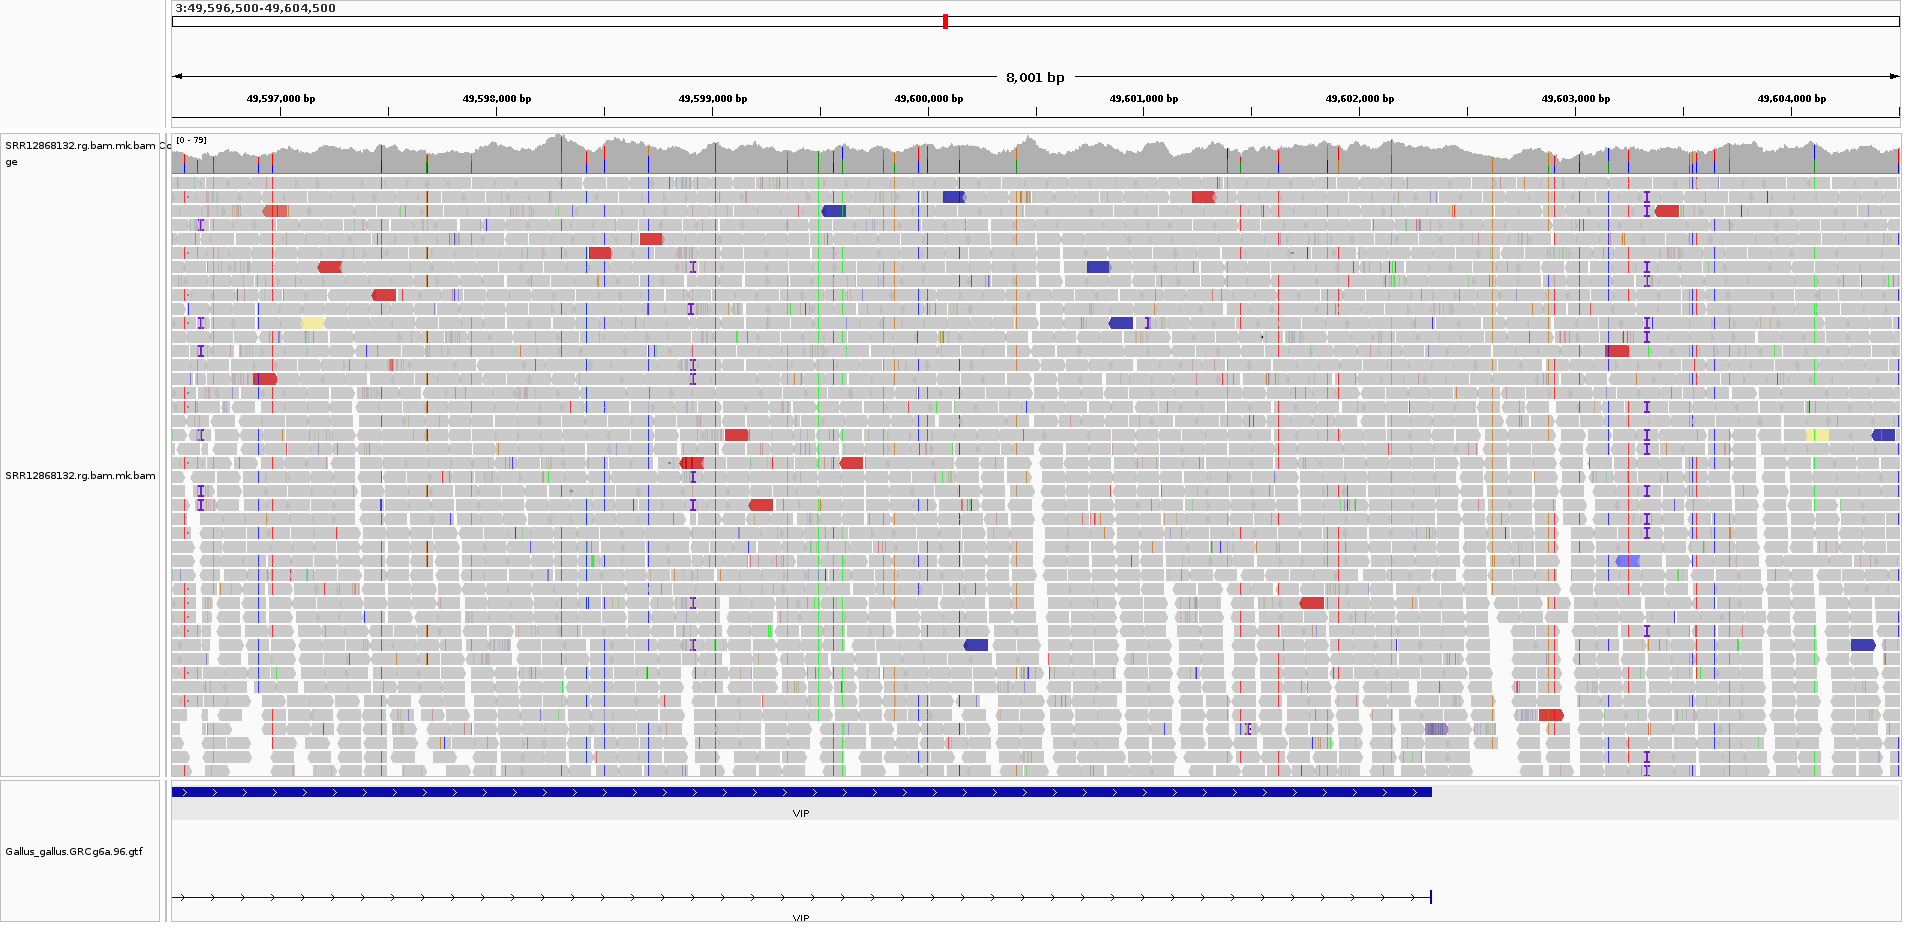 3:49,596,500-49,604,500
8,001 bp
49,597,000 bp 49,598,000 bp 49,599,000 bp 49,600,000 bp 49,601,000 bp 49,602,000 bp 49,603,000 bp 49,604,000 bp
SRR12868132.rg.bam.mk.bam Co
ge
[0 - 79]
SRR12868132.rg.bam.mk.bam
VIP
Gallus_gallus.GRCg6a.96.gtf
VIP